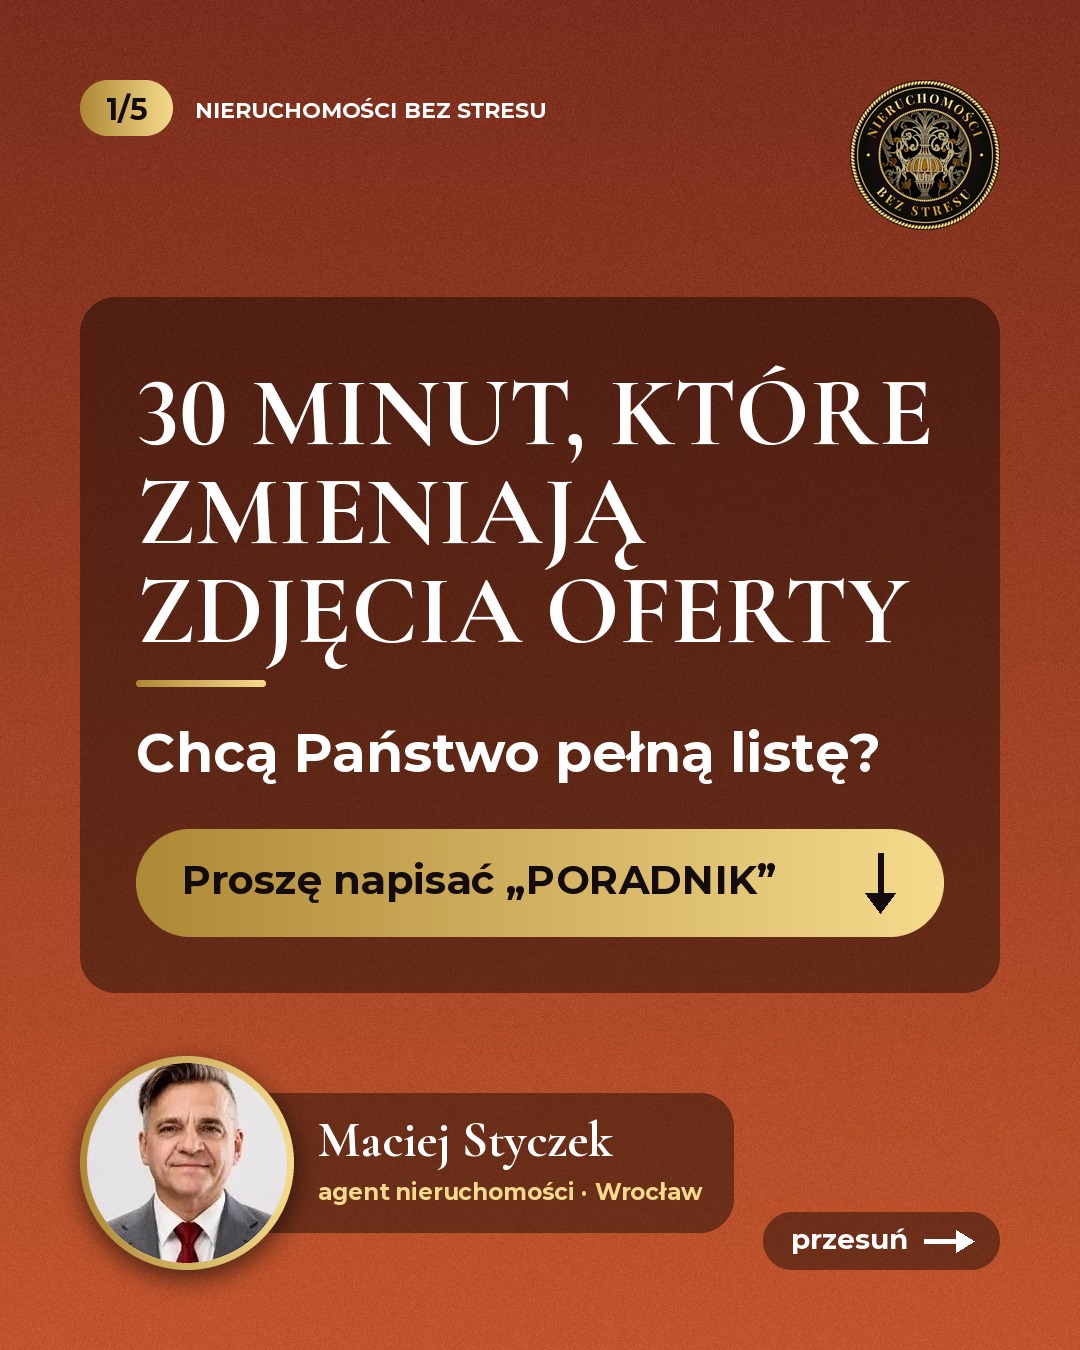 1/5
NIERUCHOMOŚCI BEZ STRESU
NIERUCHOMOŚCI
BEZ STRESU
30 MINUT, KTÓRE
ZMIENIAJĄ
ZDJĘCIA OFERTY
Chcą Państwo pełną listę?
Proszę napisać „PORADNIK”
Maciej Styczek
agent nieruchomości · Wrocław
przesuń